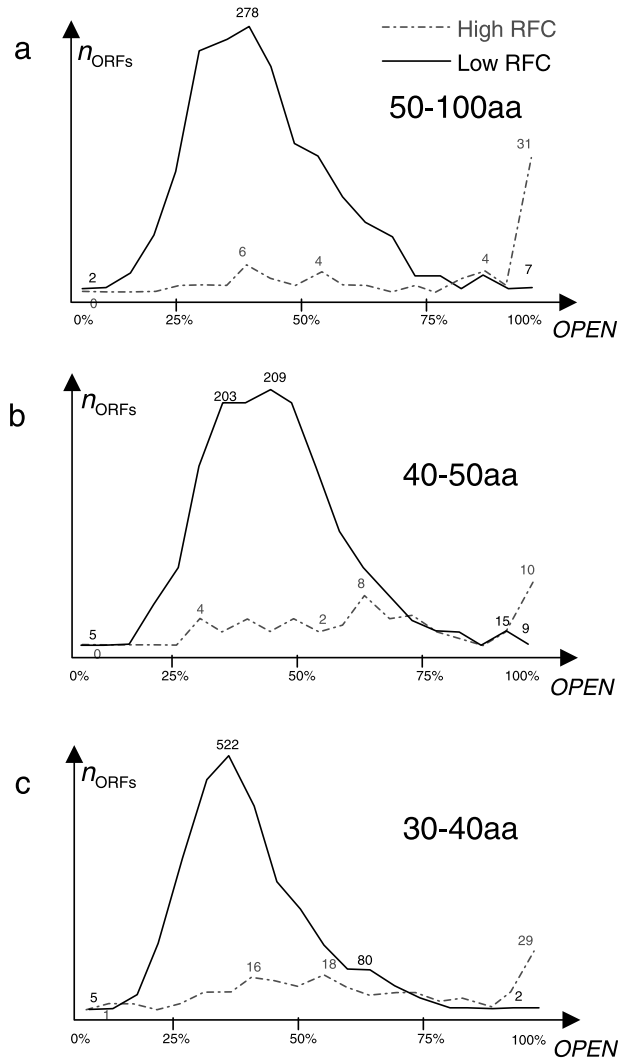 a
nORFs
278
High RFC
Low RFC
50-100aa
31
6
4
4
7
2
0
0% 25% 50% 75% 100%
OPEN
b
nORFs
203
209
40-50aa
10
8
4
2
15
9
5
0
0% 25% 50% 75% 100%
OPEN
c
nORFs
522
30-40aa
29
16
18
80
5
2
1
0% 25% 50% 75% 100%
OPEN